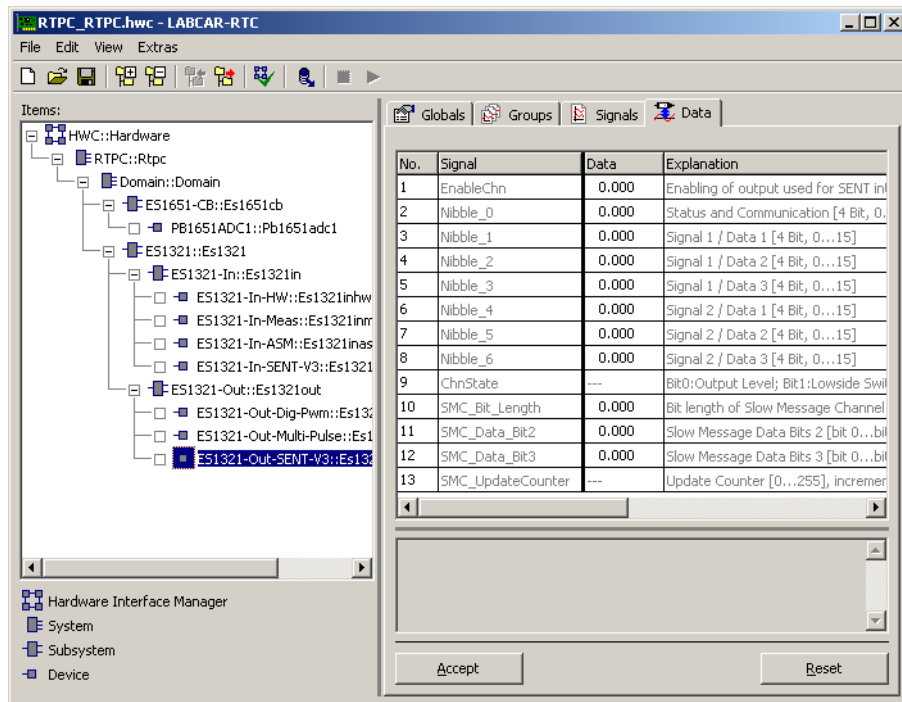 RTPC_RTPC.hwc - LABCAR-RTC
File Edit View Extras
Items:
HWC::Hardware
RTPC::Rtpc
Domain::Domain
ES1651-CB::Es1651cb
PB1651ADC1::Pb1651adc1
ES1321::Es1321
ES1321-In::Es1321in
ES1321-In-HW::Es1321inhw
ES1321-In-Meas::Es1321inm
ES1321-In-ASM::Es1321inas
ES1321-In-SENT-V3::Es1321
ES1321-Out::Es1321out
ES1321-Out-Dig-Pwm::Es132
ES1321-Out-Multi-Pulse::Es1
ES1321-Out-SENT-V3::Es132
Hardware Interface Manager
System
Subsystem
Device
Globals Groups Signals Data
No. Signal Data Explanation
1 EnableChn 0.000 Enabling of output used for SENT in
2 Nibble_0 0.000 Status and Communication [4 Bit, 0.
3 Nibble_1 0.000 Signal 1 / Data 1 [4 Bit, 0...15]
4 Nibble_2 0.000 Signal 1 / Data 2 [4 Bit, 0...15]
5 Nibble_3 0.000 Signal 1 / Data 3 [4 Bit, 0...15]
6 Nibble_4 0.000 Signal 2 / Data 1 [4 Bit, 0...15]
7 Nibble_5 0.000 Signal 2 / Data 2 [4 Bit, 0...15]
8 Nibble_6 0.000 Signal 2 / Data 3 [4 Bit, 0...15]
9 ChnState --- Bit0:Output Level; Bit1:Lowside Swi
10 SMC_Bit_Length 0.000 Bit length of Slow Message Channel
11 SMC_Data_Bit2 0.000 Slow Message Data Bits 2 [bit 0...bi
12 SMC_Data_Bit3 0.000 Slow Message Data Bits 3 [bit 0...bi
13 SMC_UpdateCounter --- Update Counter [0...255], incremen
Accept Reset